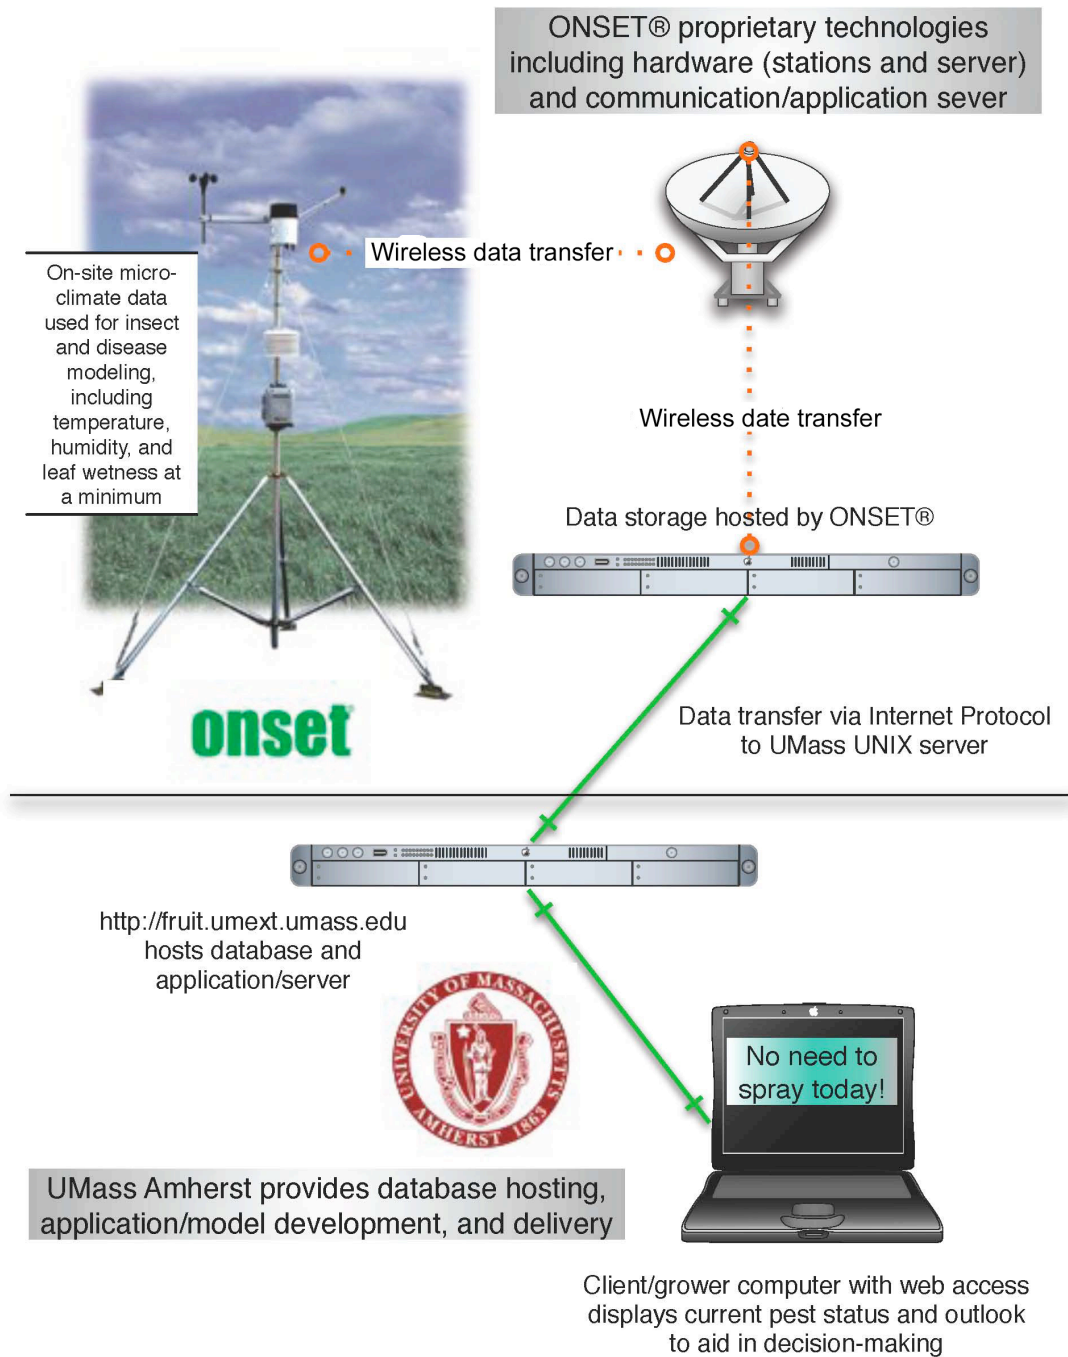 ONSET® proprietary technologies
including hardware (stations and server)
and communication/application sever
On-site micro-
climate data
used for insect
and disease
modeling,
including
temperature,
humidity, and
leaf wetness at
a minimum
Wireless data transfer
Wireless date transfer
Data storage hosted by ONSET®
onset
Data transfer via Internet Protocol
to UMass UNIX server
http://fruit.umext.umass.edu
hosts database and
application/server
UNIVERSITY OF MASSACHUSETTS
AMHERST 1863
No need to
spray today!
UMass Amherst provides database hosting,
application/model development, and delivery
Client/grower computer with web access
displays current pest status and outlook
to aid in decision-making